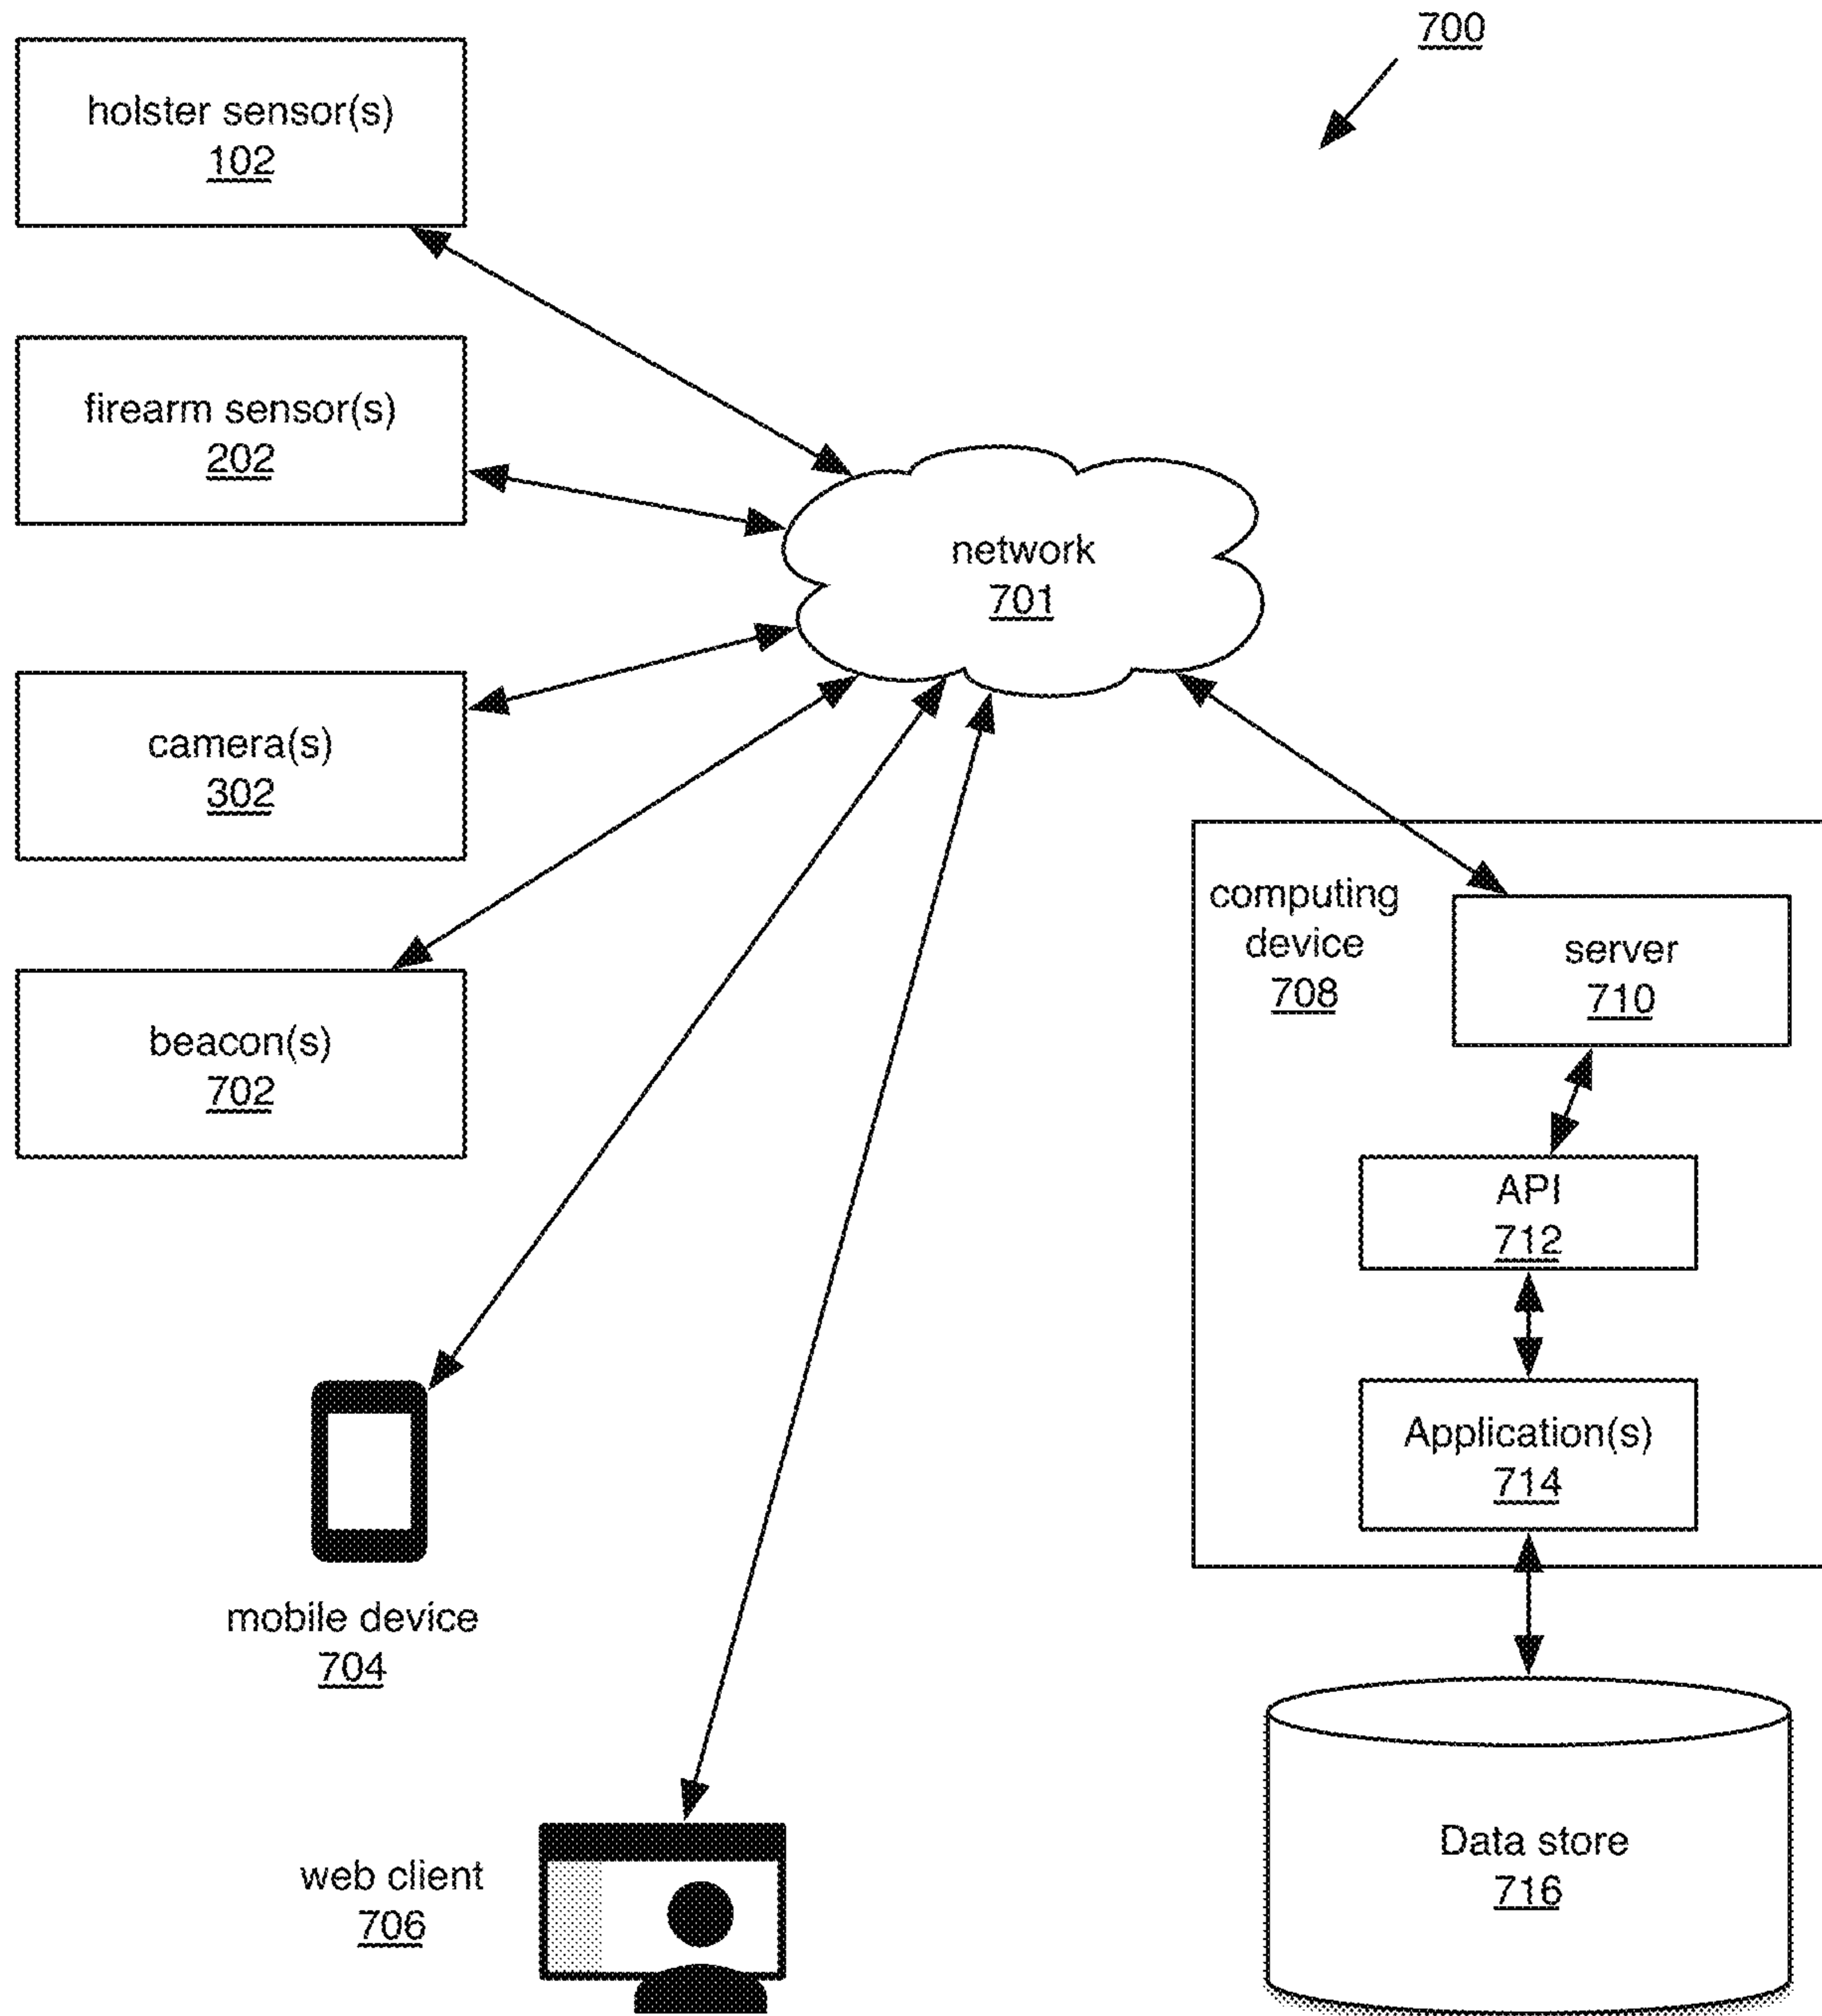 700
holster sensor(s)
102
firearm sensor(s)
202
network
701
camera(s)
302
computing
device
708
server
710
beacon(s)
702
API
712
Application(s)
714
mobile device
704
Data store
716
web client
706